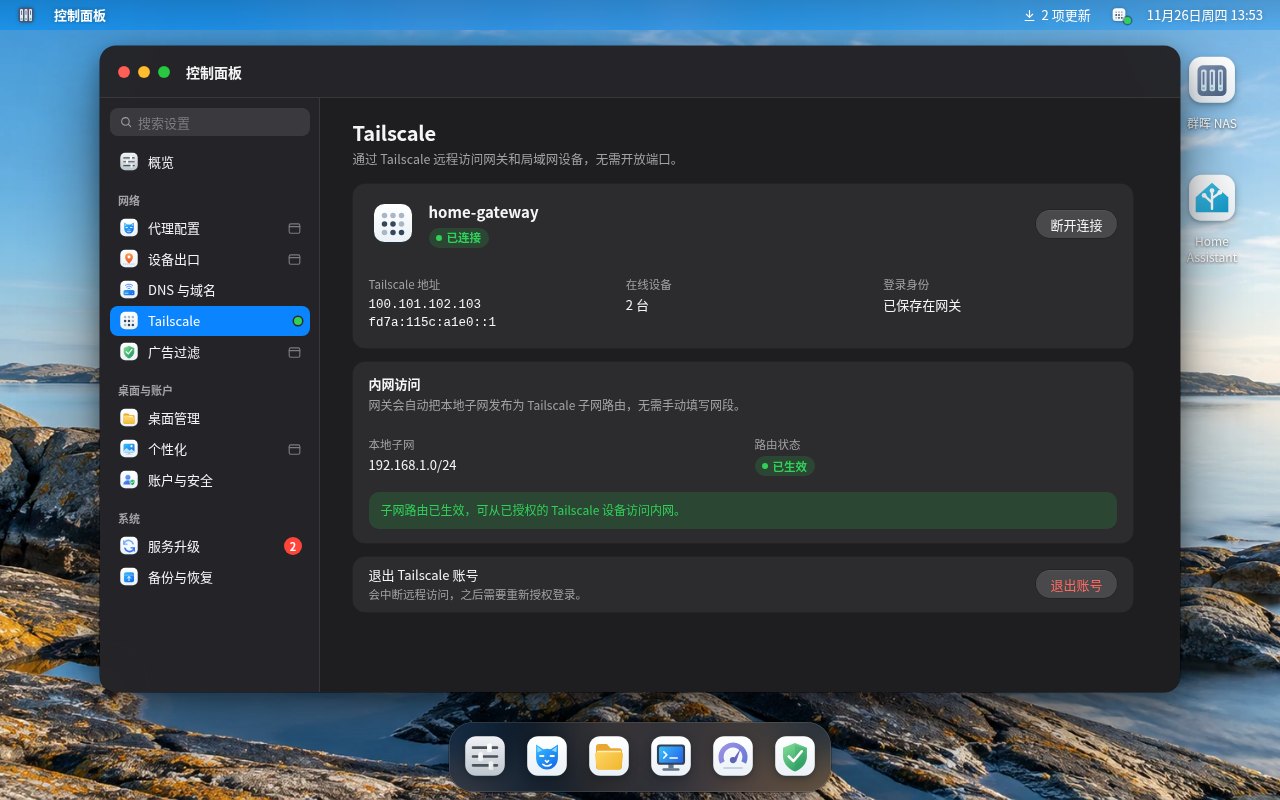 控制面板
2 项更新
11月26日周四 13:53
控制面板
搜索设置
概览
网络
代理配置
设备出口
DNS 与域名
Tailscale
广告过滤
桌面与账户
桌面管理
个性化
账户与安全
系统
服务升级
2
备份与恢复
Tailscale
通过 Tailscale 远程访问网关和局域网设备，无需开放端口。
home-gateway
已连接
断开连接
Tailscale 地址
100.101.102.103
fd7a:115c:a1e0::1
在线设备
2 台
登录身份
已保存在网关
内网访问
网关会自动把本地子网发布为 Tailscale 子网路由，无需手动填写网段。
本地子网
192.168.1.0/24
路由状态
已生效
子网路由已生效，可从已授权的 Tailscale 设备访问内网。
退出 Tailscale 账号
会中断远程访问，之后需要重新授权登录。
退出账号
群晖 NAS
Home
Assistant